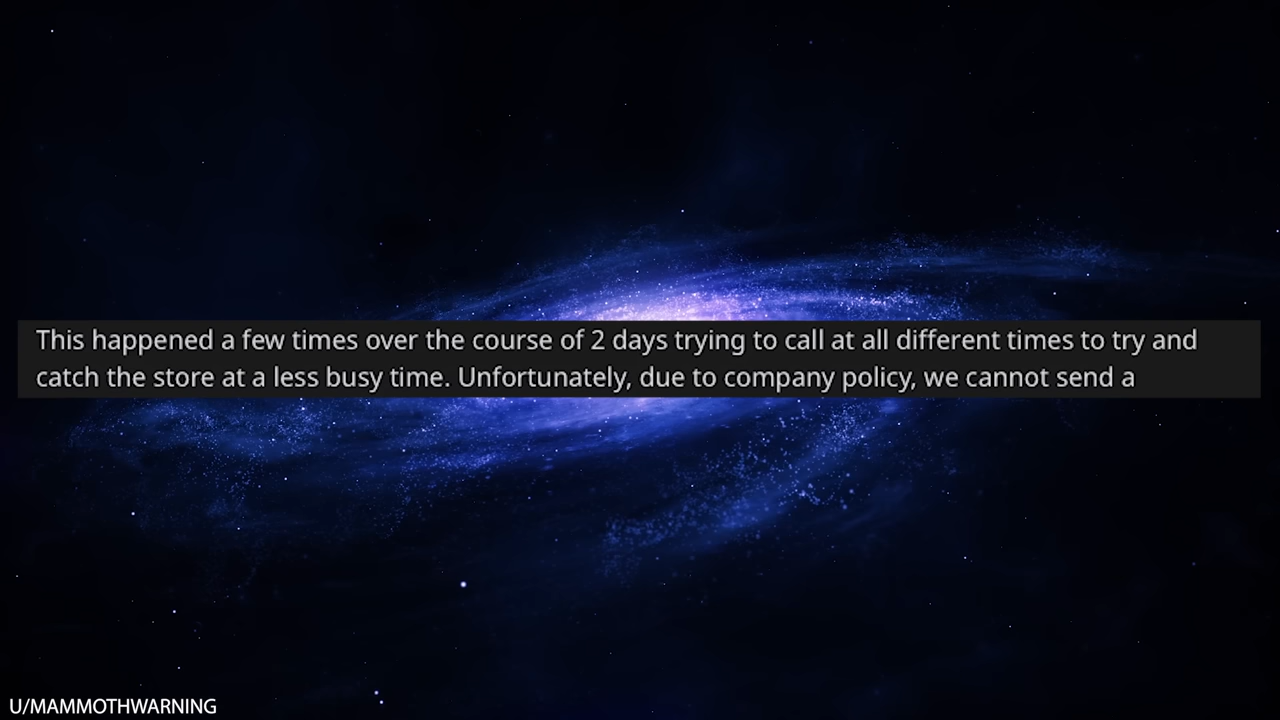 This happened a few times over the course of 2 days trying to call at all different times to try and
catch the store at a less busy time. Unfortunately, due to company policy, we cannot send a
U/MAMMOTHWARNING